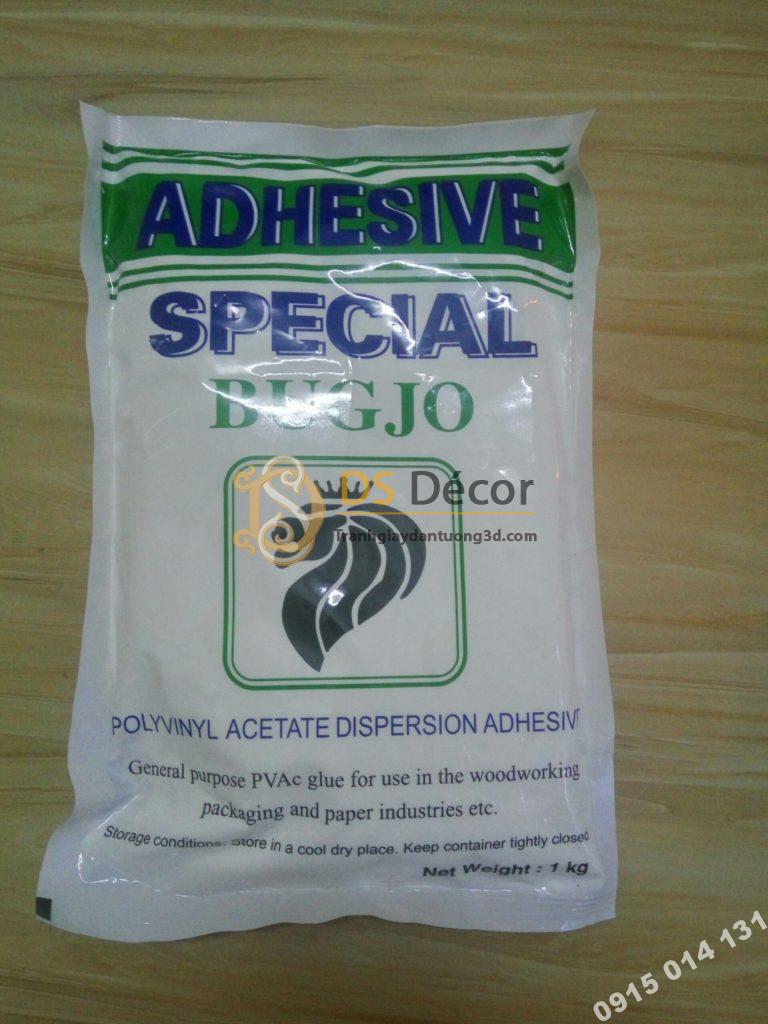 ADHESIVE
SPECIAL
BUGJO
DS Décor
Tranhgiaydantuong3d.com
POLYVINYL ACETATE DISPERSION ADHESIVE
General purpose PVAc glue for use in the woodworking
packaging and paper industries etc.
Storage conditions: Store in a cool dry place. Keep container tightly closed
Net Weight : 1 kg
0915 014 131